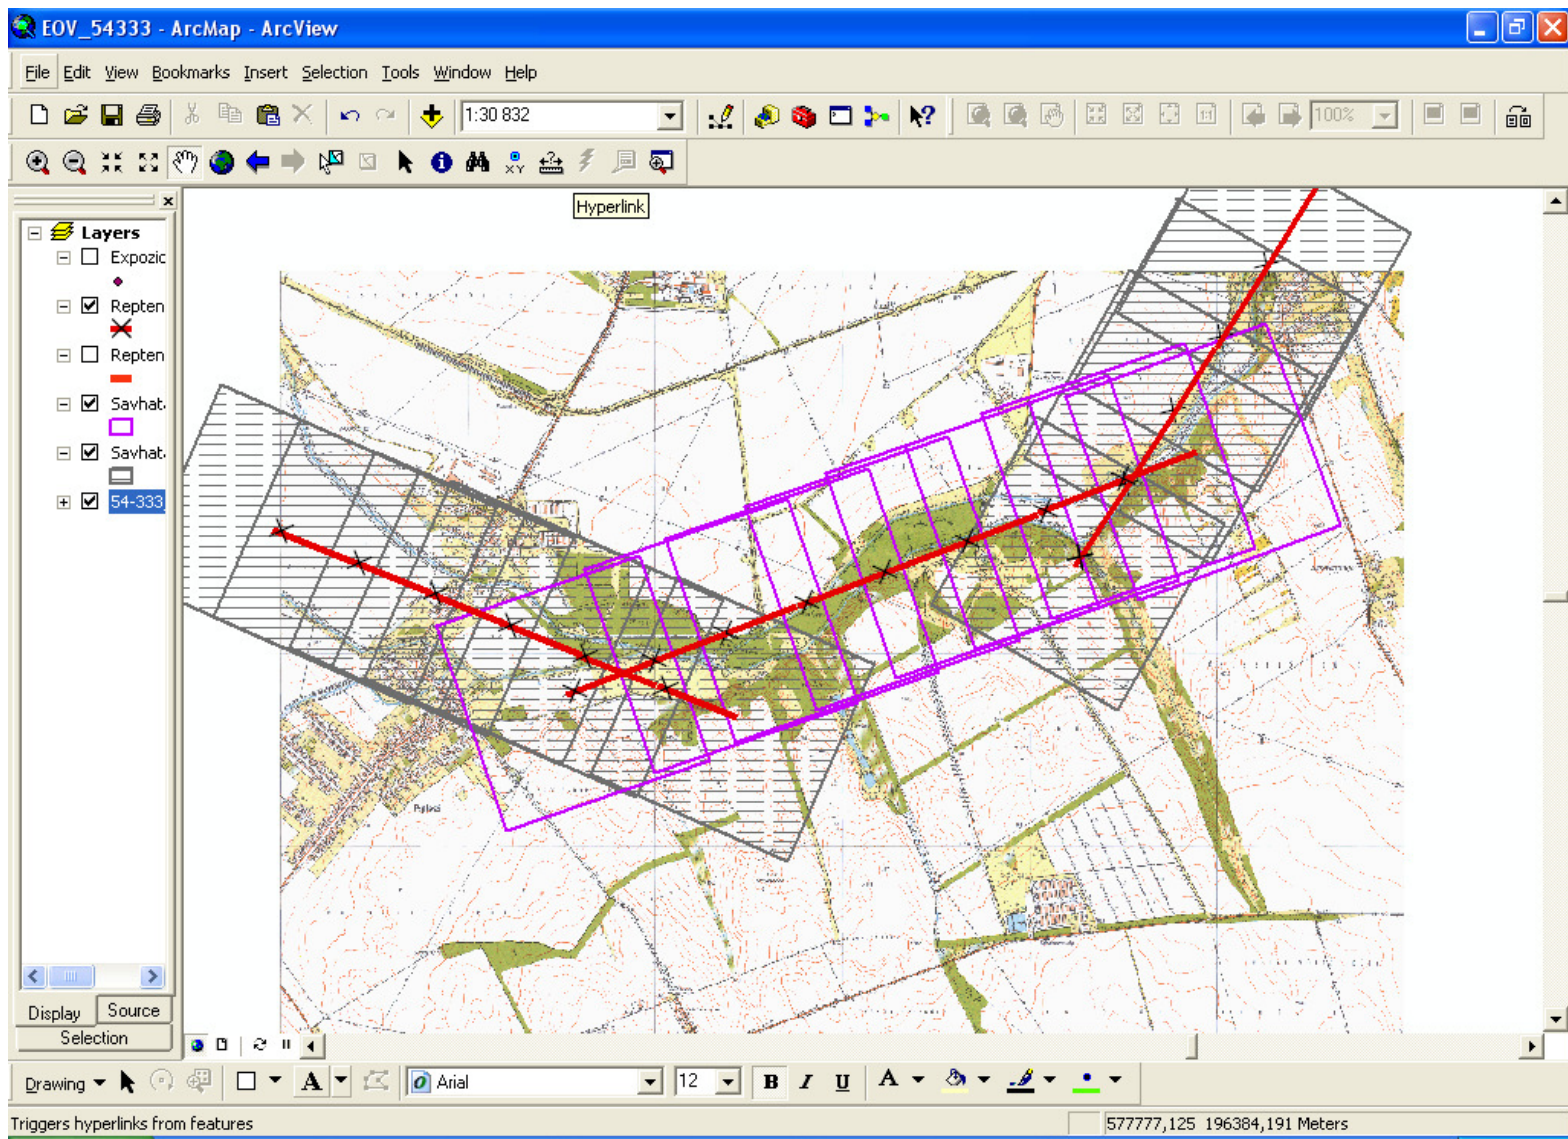 EOV_54333 - ArcMap - ArcView
File Edit View Bookmarks Insert Selection Tools Window Help
1:30 832
100%
Hyperlink
Layers
Expozic
Repten
Repten
Savhat
Savhat
54-333_
Display Source
Selection
Drawing A Arial 12 B I U A
Triggers hyperlinks from features
577777,125 196384,191 Meters